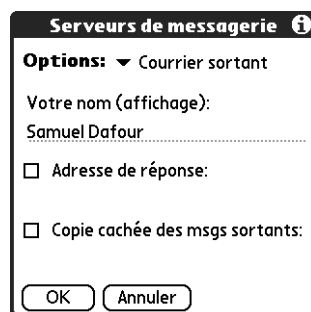 Serveurs de messagerie
Options: Courrier sortant
Votre nom (affichage):
Samuel Dafour
Adresse de réponse:
Copie cachée des msgs sortants:
OK Annuler